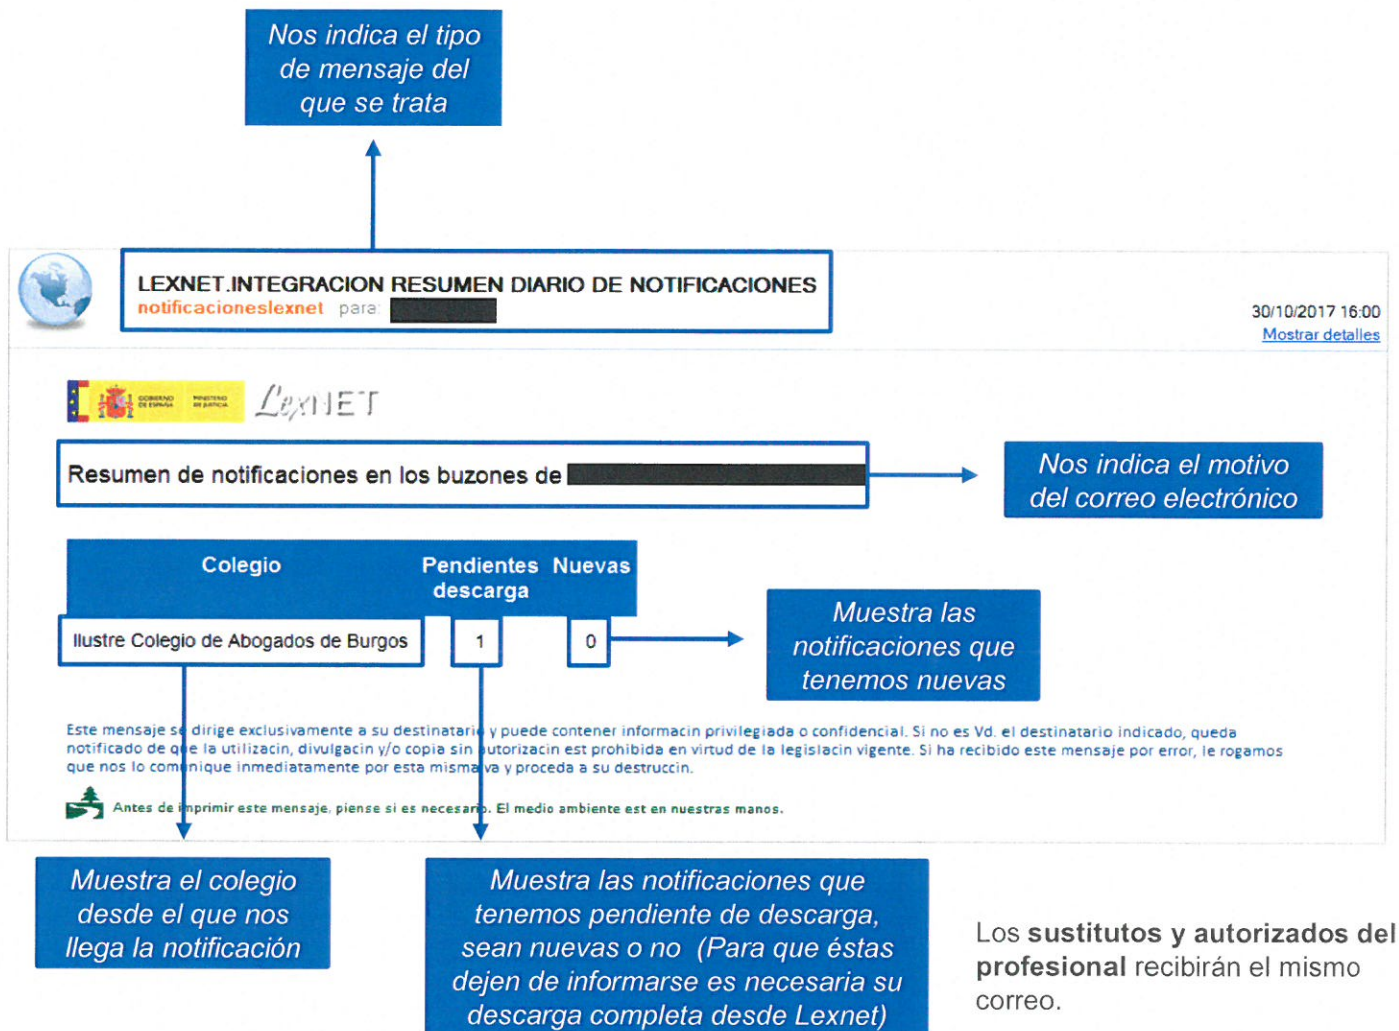 Nos indica el tipo
de mensaje del
que se trata
LEXNET.INTEGRACION RESUMEN DIARIO DE NOTIFICACIONES
notificacioneslexnet para:
30/10/2017 16:00
Mostrar detalles
GOBIERNO DE ESPAÑA
MINISTERIO DE JUSTICIA
LexNET
Resumen de notificaciones en los buzones de
Nos indica el motivo
del correo electrónico
Colegio Pendientes descarga Nuevas
Ilustre Colegio de Abogados de Burgos 1 0
Muestra las
notificaciones que
tenemos nuevas
Este mensaje se dirige exclusivamente a su destinatario y puede contener informacin privilegiada o confidencial. Si no es Vd. el destinatario indicado, queda
notificado de que la utilizacin, divulgacin y/o copia sin autorizacin est prohibida en virtud de la legislacin vigente. Si ha recibido este mensaje por error, le rogamos
que nos lo comunique inmediatamente por esta misma va y proceda a su destruccin.
Antes de imprimir este mensaje, piense si es necesario. El medio ambiente est en nuestras manos.
Muestra el colegio
desde el que nos
llega la notificación
Muestra las notificaciones que
tenemos pendiente de descarga,
sean nuevas o no (Para que éstas
dejen de informarse es necesaria su
descarga completa desde Lexnet)
Los sustitutos y autorizados del
profesional recibirán el mismo
correo.